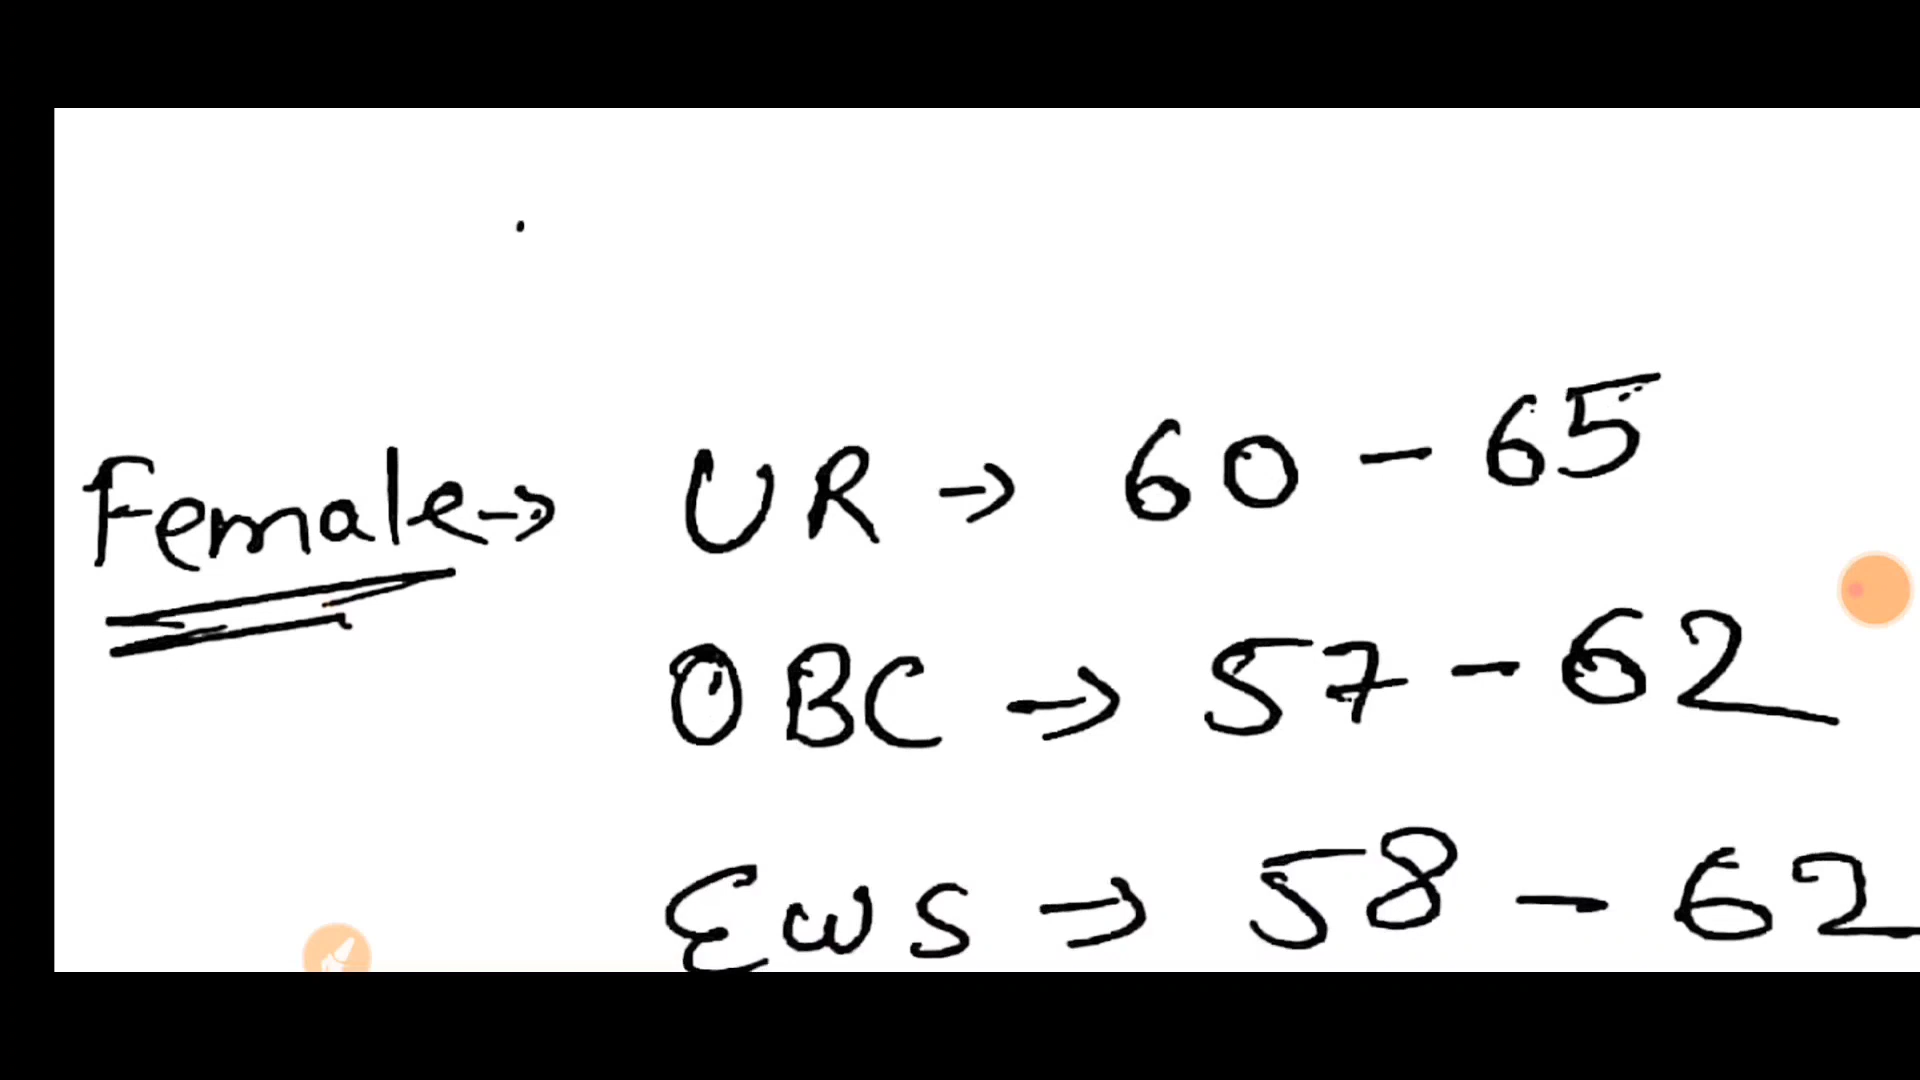 Female → UR → 60 - 65
OBC → 57 - 62
EWS → 58 - 62